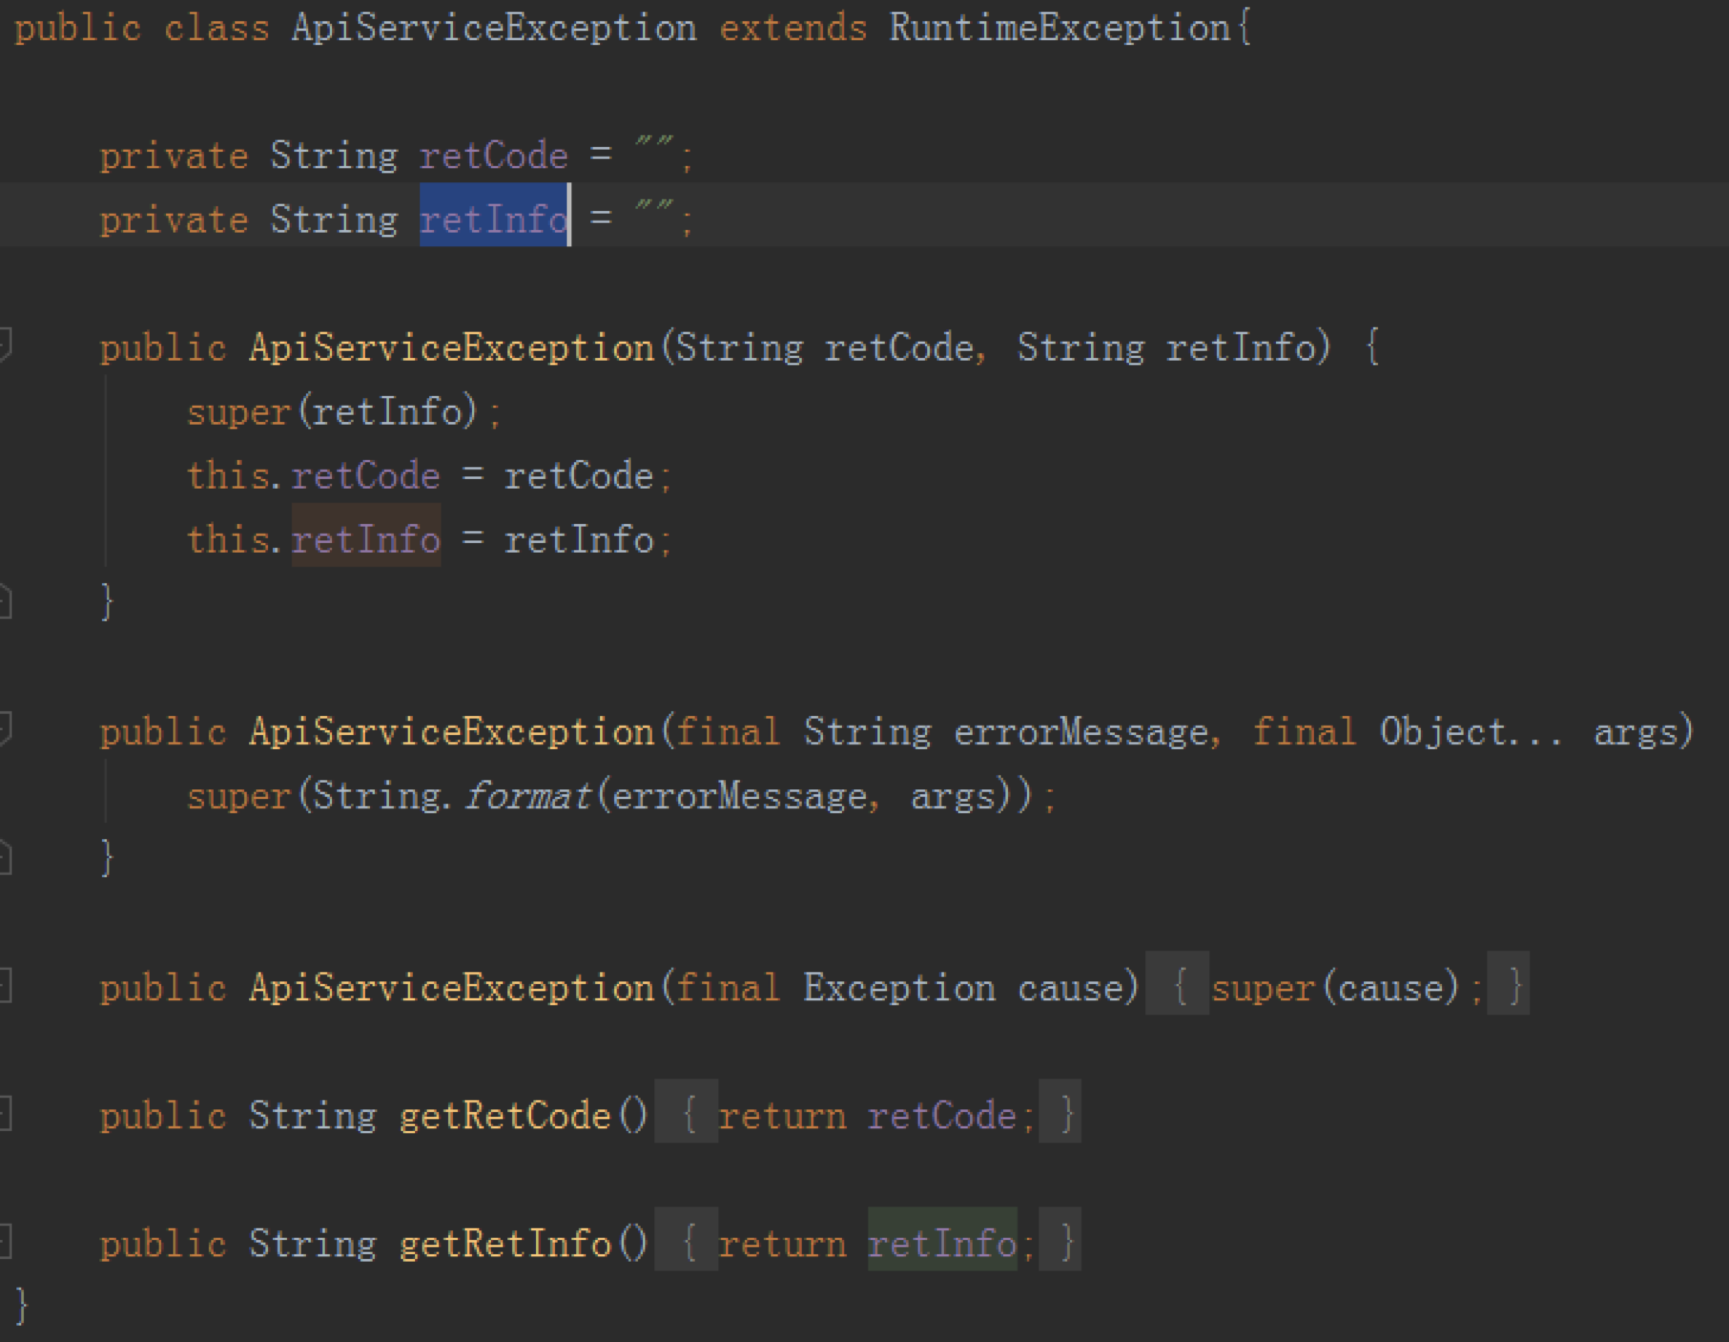 public class ApiServiceException extends RuntimeException{
private String retCode = "";
private String retInfo = "";
public ApiServiceException(String retCode, String retInfo) {
super(retInfo);
this.retCode = retCode;
this.retInfo = retInfo;
}
public ApiServiceException(final String errorMessage, final Object... args)
super(String.format(errorMessage, args));
}
public ApiServiceException(final Exception cause) { super(cause); }
public String getRetCode() { return retCode; }
public String getRetInfo() { return retInfo; }
}